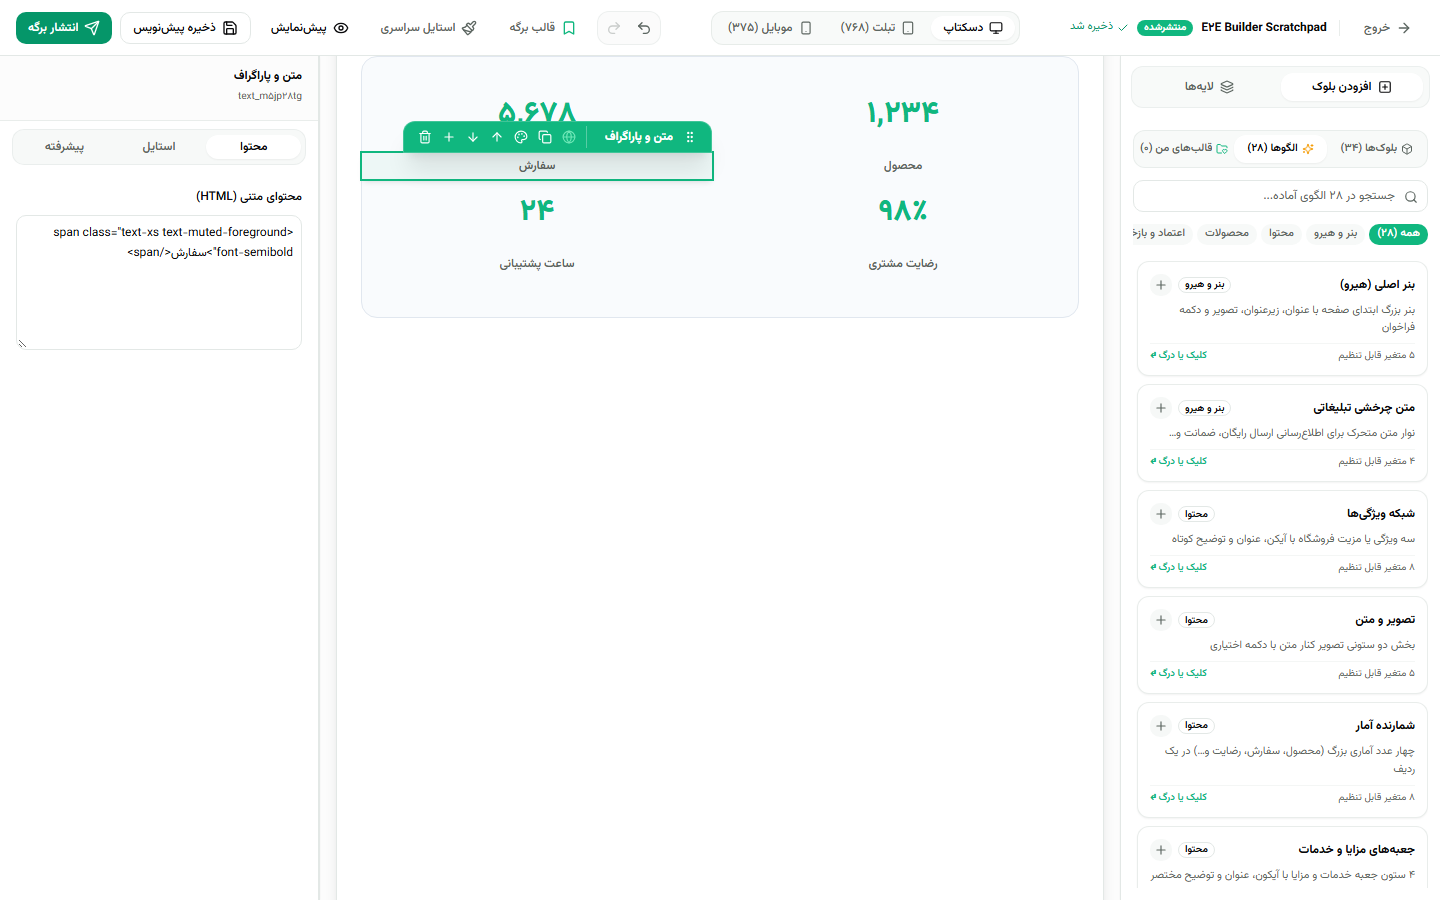 خروج
E۲E Builder Scratchpad
منتشرشده
ذخیره شد
دسکتاپ
تبلت (۷۶۸)
موبایل (۳۷۵)
قالب برگه
استایل سراسری
پیش‌نمایش
ذخیره پیش‌نویس
انتشار برگه
افزودن بلوک
لایه‌ها
بلوک‌ها (۳۴)
الگوها (۲۸)
قالب‌های من (۰)
جستجو در ۲۸ الگوی آماده...
همه (۲۸)
بنر و هیرو
محتوا
محصولات
اعتماد و بازخ
بنر اصلی (هیرو)
بنر و هیرو
بنر بزرگ ابتدای صفحه با عنوان، زیرعنوان، تصویر و دکمه
فراخوان
۵ متغیر قابل تنظیم
کلیک یا درگ
متن چرخشی تبلیغاتی
بنر و هیرو
نوار متن متحرک برای اطلاع‌رسانی ارسال رایگان، ضمانت و...
۴ متغیر قابل تنظیم
کلیک یا درگ
شبکه ویژگی‌ها
محتوا
سه ویژگی یا مزیت فروشگاه با آیکن، عنوان و توضیح کوتاه
۸ متغیر قابل تنظیم
کلیک یا درگ
تصویر و متن
محتوا
بخش دو ستونی تصویر کنار متن با دکمه اختیاری
۵ متغیر قابل تنظیم
کلیک یا درگ
شمارنده آمار
محتوا
چهار عدد آماری بزرگ (محصول، سفارش، رضایت و...) در یک
ردیف
۸ متغیر قابل تنظیم
کلیک یا درگ
جعبه‌های مزایا و خدمات
محتوا
۴ ستون جعبه خدمات و مزایا با آیکون، عنوان و توضیح مختصر
۱,۲۳۴
محصول
۵,۶۷۸
متن و پاراگراف
سفارش
۹۸٪
رضایت مشتری
۲۴
ساعت پشتیبانی
متن و پاراگراف
text_m۵jp۲۸tg
محتوا
استایل
پیشرفته
محتوای متنی (HTML)
<span class="text-xs text-muted-foreground
font-semibold">سفارش</span>